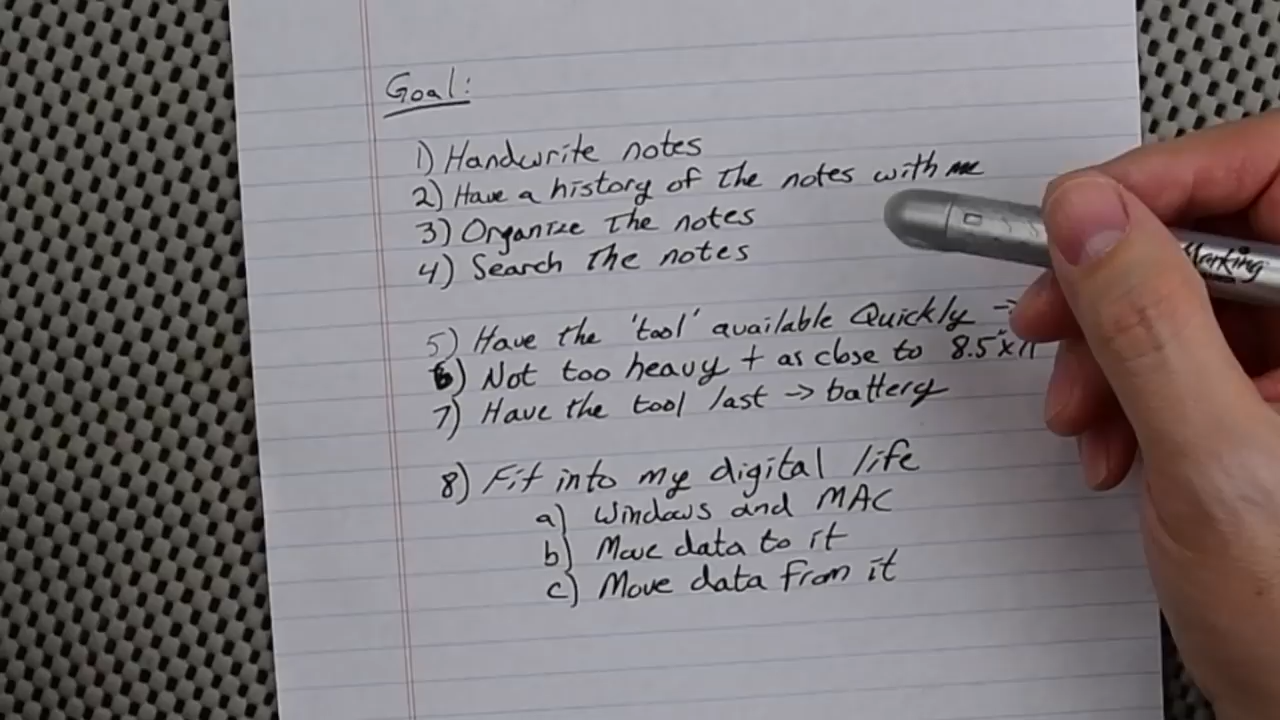 Goal:
1) Handwrite notes
2) Have a history of the notes with me
3) Organize the notes
4) Search the notes
5) Have the 'tool' available Quickly →
6) Not too heavy + as close to 8.5"x11
7) Have the tool last → battery
8) Fit into my digital life
a) Windows and MAC
b) Move data to it
c) Move data from it
Marking